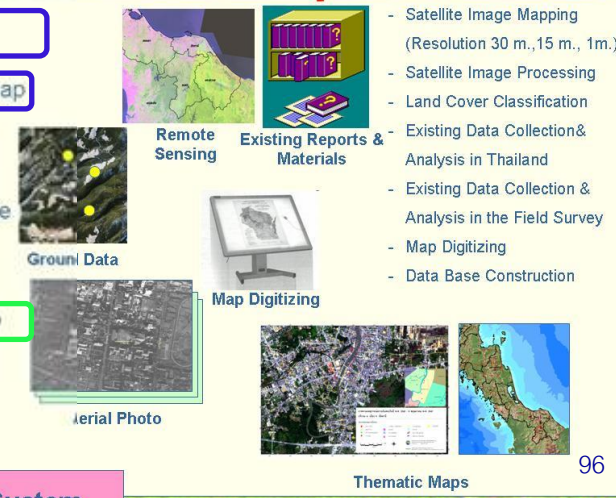 - Satellite Image Mapping
(Resolution 30 m.,15 m., 1m.)
- Satellite Image Processing
- Land Cover Classification
- Existing Data Collection&
Analysis in Thailand
- Existing Data Collection &
Analysis in the Field Survey
- Map Digitizing
- Data Base Construction
ap
Remote
Sensing
Existing Reports &
Materials
Ground Data
Map Digitizing
Aerial Photo
Thematic Maps
96